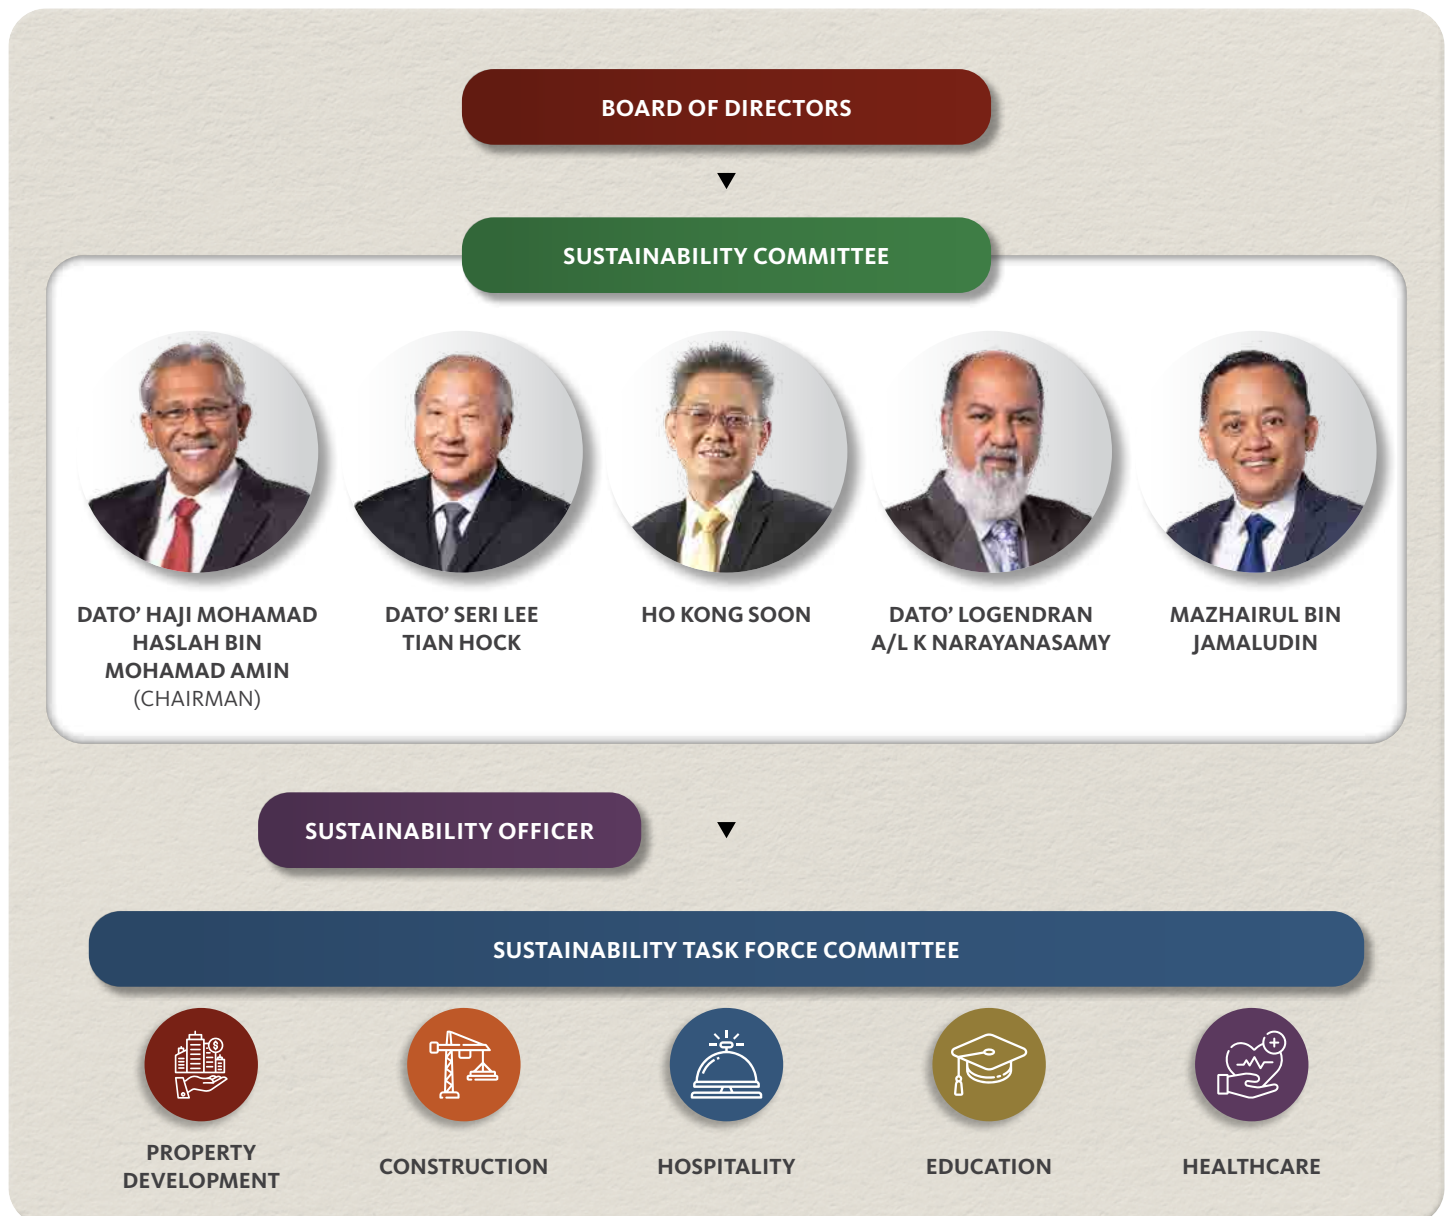 BOARD OF DIRECTORS
SUSTAINABILITY COMMITTEE
DATO’ HAJI MOHAMAD
HASLAH BIN
MOHAMAD AMIN
(CHAIRMAN)
DATO’ SERI LEE
TIAN HOCK
HO KONG SOON
DATO’ LOGENDRAN
A/L K NARAYANASAMY
MAZHAIRUL BIN
JAMALUDIN
SUSTAINABILITY OFFICER
SUSTAINABILITY TASK FORCE COMMITTEE
PROPERTY
DEVELOPMENT
CONSTRUCTION
HOSPITALITY
EDUCATION
HEALTHCARE